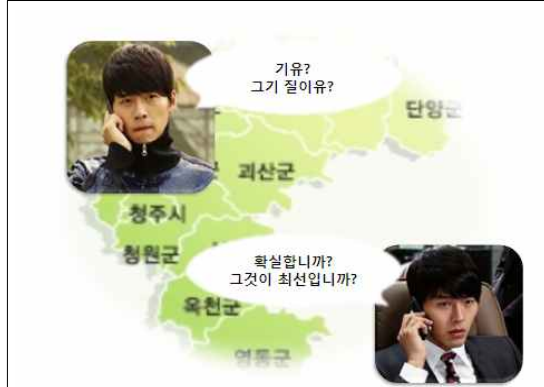 기유?
그기 질이유?
단양군
괴산군
청주시
청원군
확실합니까?
그것이 최선입니까?
옥천군
영동군